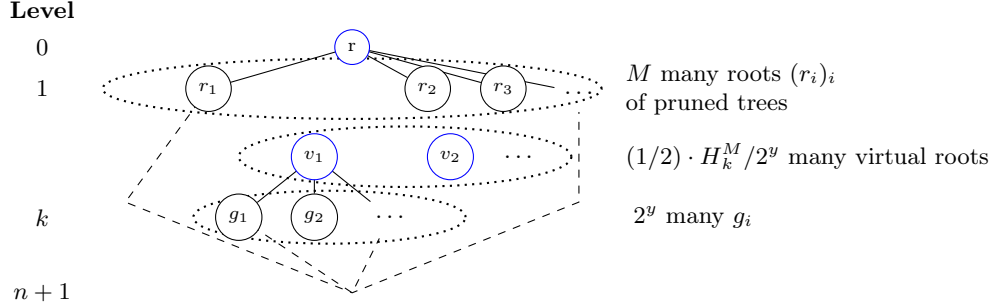 Level
0
r
1
r₁
r₂
r₃
...
M many roots (rᵢ)ᵢ
of pruned trees
v₁
v₂
...
(1/2) · H_k^M/2^y many virtual roots
k
g₁
g₂
...
2^y many gᵢ
n + 1